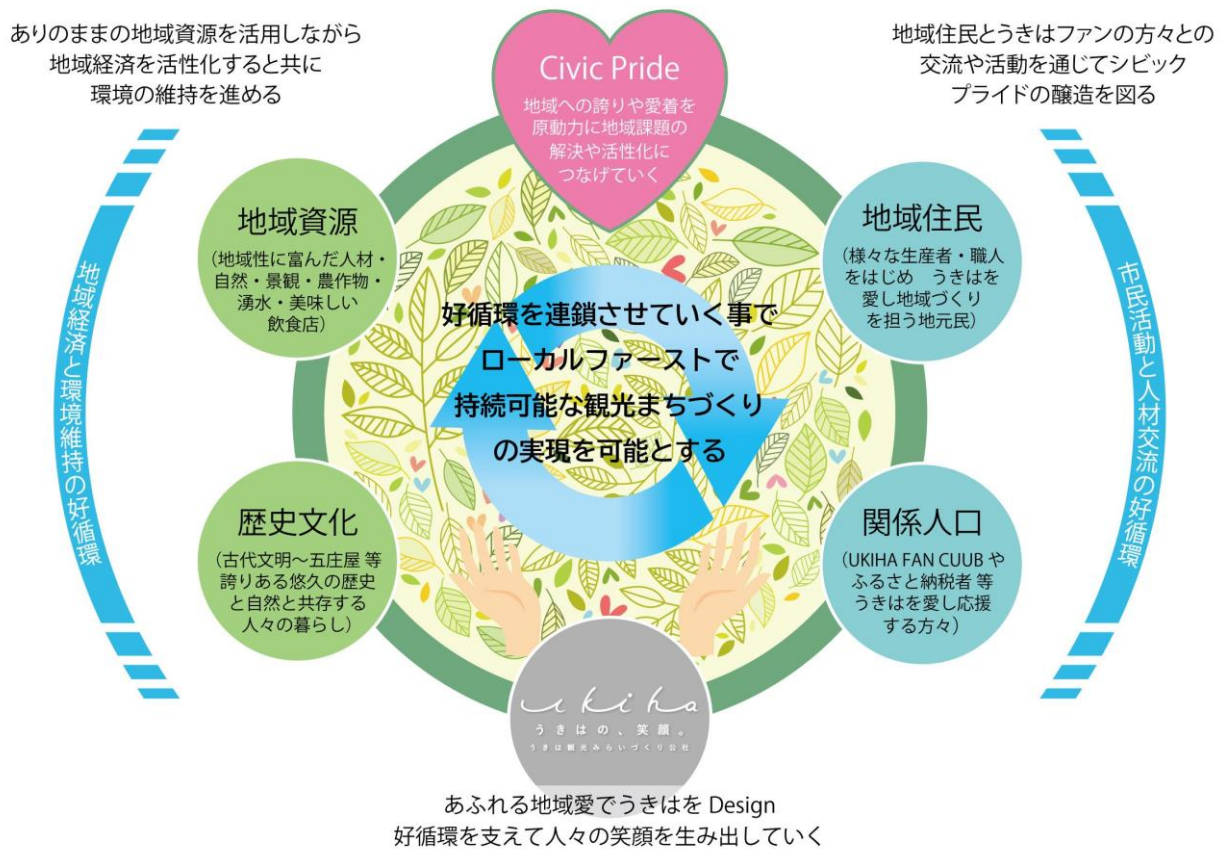 ありのままの地域資源を活用しながら
地域経済を活性化すると共に
環境の維持を進める
Civic Pride
地域への誇りや愛着を
原動力に地域課題の
解決や活性化に
つなげていく
地域住民とうきはファンの方々との
交流や活動を通じてシビック
プライドの醸造を図る
地域経済と環境維持の好循環
地域資源
(地域性に富んだ人材・
自然・景観・農作物・
湧水・美味しい
飲食店)
歴史文化
(古代文明～五庄屋 等
誇りある悠久の歴史
と自然と共存する
人々の暮らし)
好循環を連鎖させていく事で
ローカルファーストで
持続可能な観光まちづくり
の実現を可能とする
地域住民
(様々な生産者・職人
をはじめ　うきはを
愛し地域づくり
を担う地元民)
関係人口
(UKIHA FAN CUUB や
ふるさと納税者 等
うきはを愛し応援
する方々)
市民活動と人材交流の好循環
ukiha
うきはの、笑顔。
うきは観光みらいづくり公社
あふれる地域愛でうきはを Design
好循環を支えて人々の笑顔を生み出していく